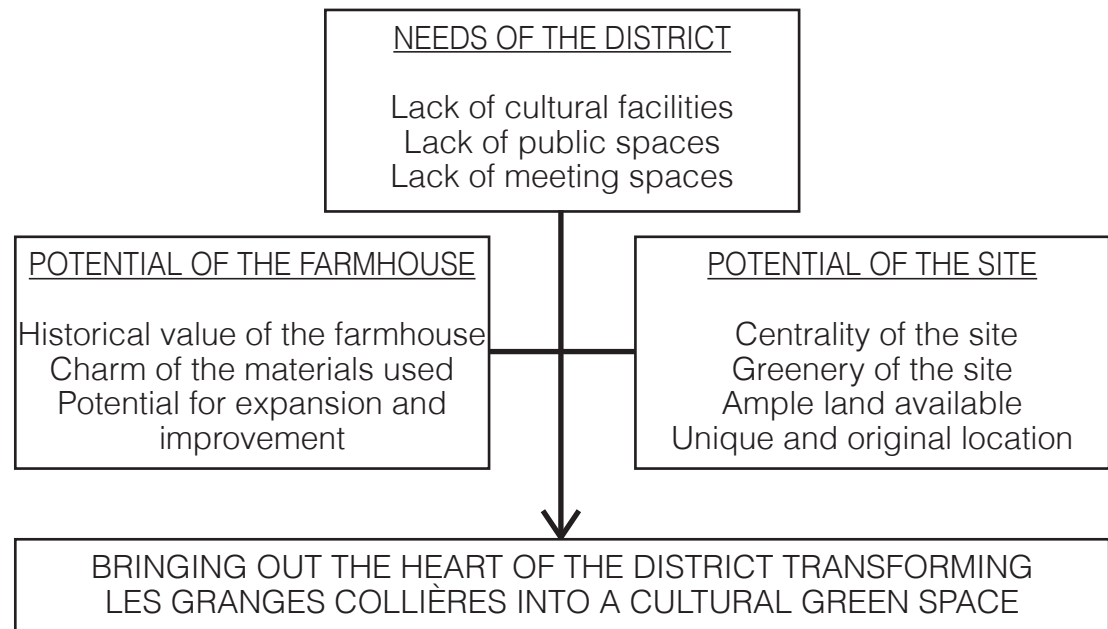 NEEDS OF THE DISTRICT
Lack of cultural facilities
Lack of public spaces
Lack of meeting spaces
POTENTIAL OF THE FARMHOUSE
Historical value of the farmhouse
Charm of the materials used
Potential for expansion and
improvement
POTENTIAL OF THE SITE
Centrality of the site
Greenery of the site
Ample land available
Unique and original location
BRINGING OUT THE HEART OF THE DISTRICT TRANSFORMING
LES GRANGES COLLIÈRES INTO A CULTURAL GREEN SPACE